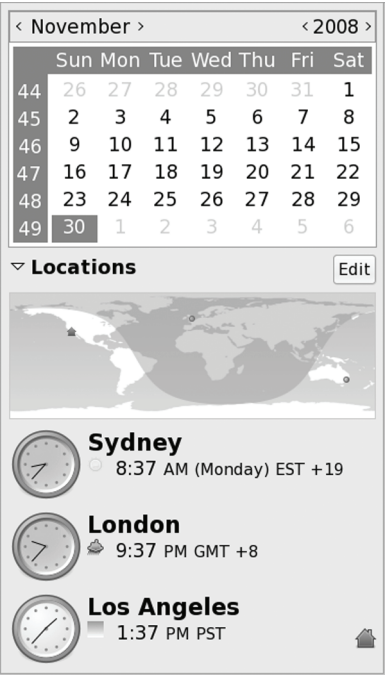 < November > < 2008 >
Sun Mon Tue Wed Thu Fri Sat
44 26 27 28 29 30 31 1
45 2 3 4 5 6 7 8
46 9 10 11 12 13 14 15
47 16 17 18 19 20 21 22
48 23 24 25 26 27 28 29
49 30 1 2 3 4 5 6
Locations Edit
Sydney
8:37 AM (Monday) EST +19
London
9:37 PM GMT +8
Los Angeles
1:37 PM PST